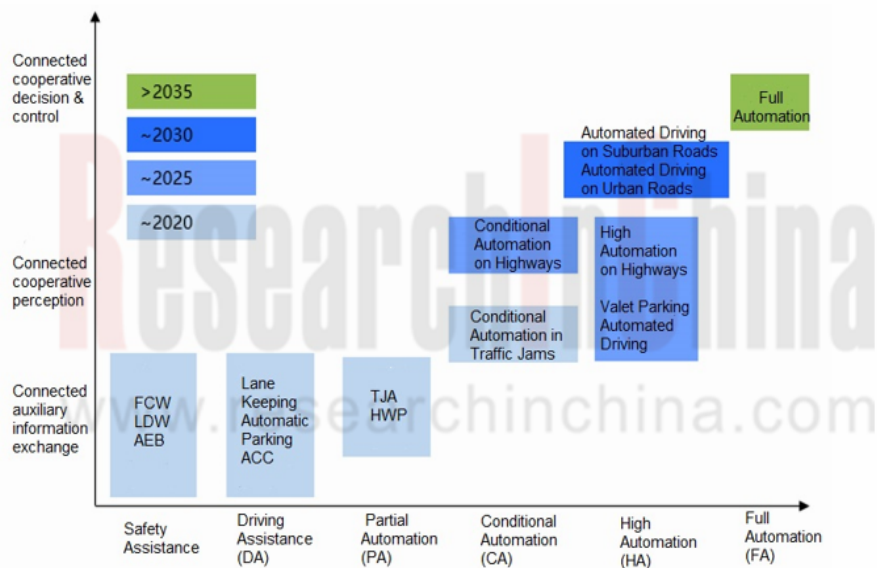 Connected
cooperative
decision &
control
>2035
~2030
~2025
~2020
Full
Automation
Automated Driving
on Suburban Roads
Automated Driving
on Urban Roads
Conditional
Automation
on Highways
High
Automation
on Highways
Valet Parking
Automated
Driving
Connected
cooperative
perception
Conditional
Automation in
Traffic Jams
Connected
auxiliary
information
exchange
FCW
LDW
AEB
Lane
Keeping
Automatic
Parking
ACC
TJA
HWP
ResearchInChina
www.researchinchina.com
Safety
Assistance
Driving
Assistance
(DA)
Partial
Automation
(PA)
Conditional
Automation
(CA)
High
Automation
(HA)
Full
Automation
(FA)